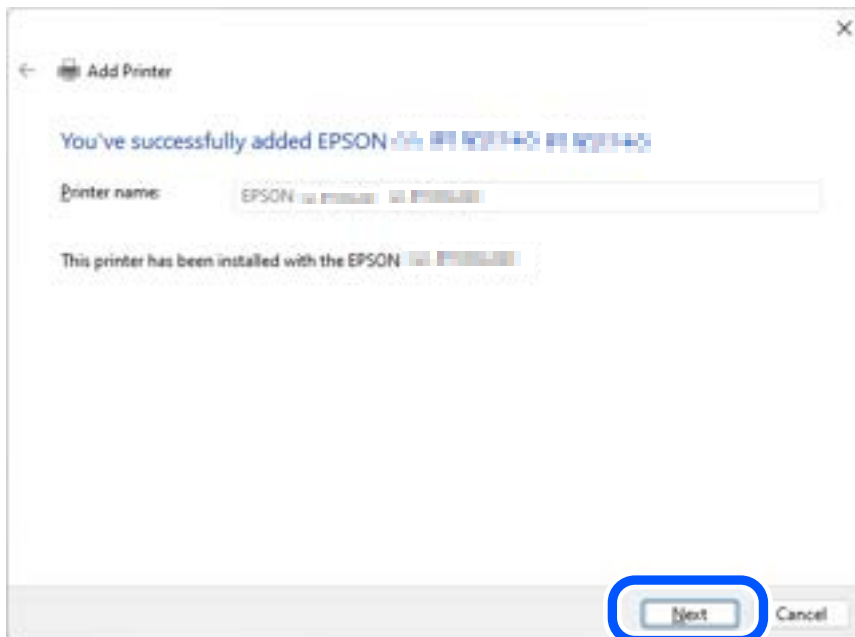 Add Printer
You've successfully added EPSON
Printer name:
EPSON
This printer has been installed with the EPSON
Next
Cancel